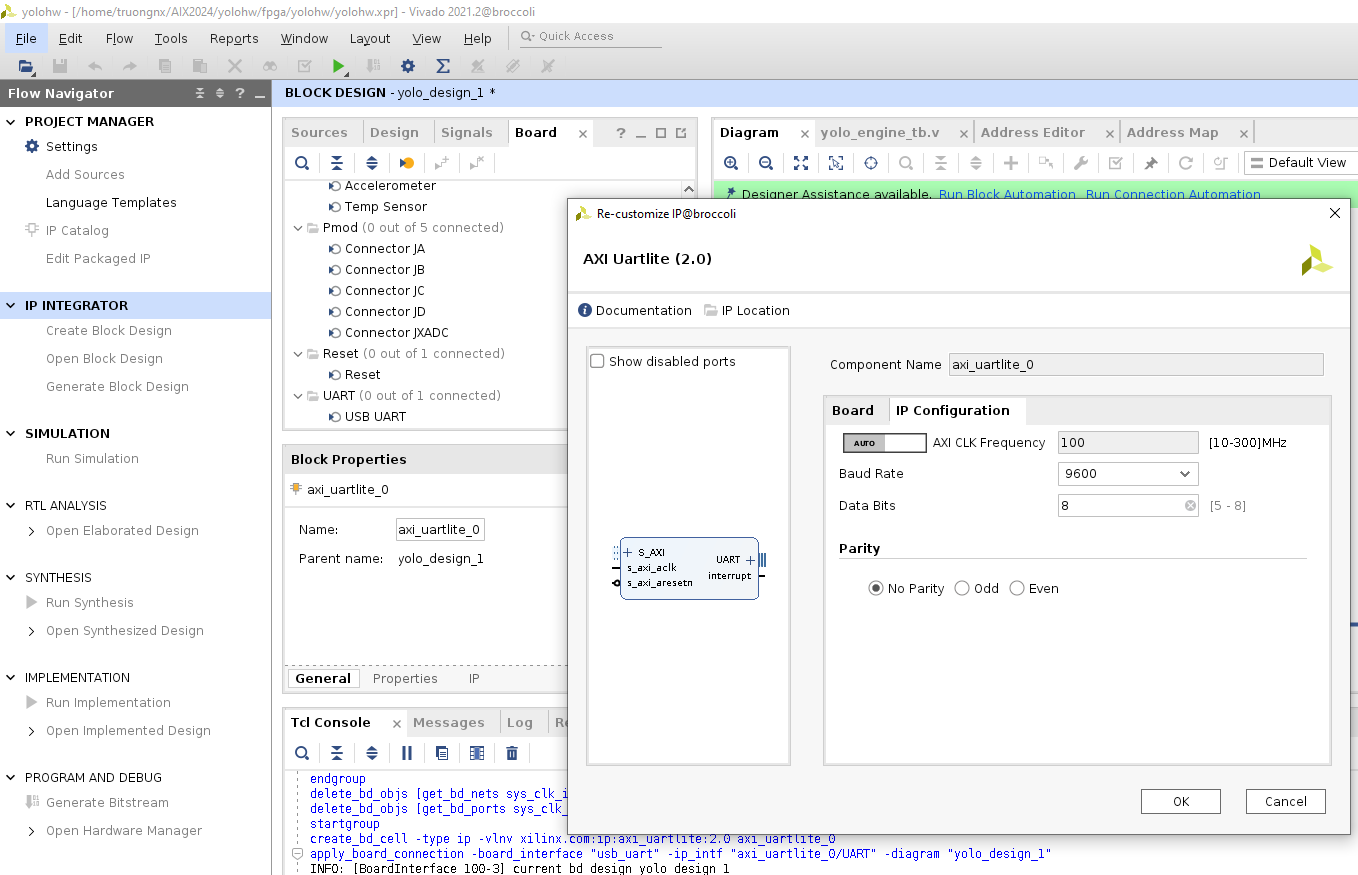 yolohw - [/home/truongnx/AIX2024/yolohw/fpga/yolohw/yolohw.xpr] - Vivado 2021.2@broccoli
File Edit Flow Tools Reports Window Layout View Help Quick Access
Flow Navigator
PROJECT MANAGER
Settings
Add Sources
Language Templates
IP Catalog
Edit Packaged IP
IP INTEGRATOR
Create Block Design
Open Block Design
Generate Block Design
SIMULATION
Run Simulation
RTL ANALYSIS
Open Elaborated Design
SYNTHESIS
Run Synthesis
Open Synthesized Design
IMPLEMENTATION
Run Implementation
Open Implemented Design
PROGRAM AND DEBUG
Generate Bitstream
Open Hardware Manager
BLOCK DESIGN - yolo_design_1 *
Sources Design Signals Board
Accelerometer
Temp Sensor
Pmod (0 out of 5 connected)
Connector JA
Connector JB
Connector JC
Connector JD
Connector JXADC
Reset (0 out of 1 connected)
Reset
UART (0 out of 1 connected)
USB UART
Block Properties
axi_uartlite_0
Name: axi_uartlite_0
Parent name: yolo_design_1
General Properties IP
Tcl Console Messages Log Re
endgroup
delete_bd_objs [get_bd_nets sys_clk_i
delete_bd_objs [get_bd_ports sys_clk_
startgroup
create_bd_cell -type ip -vlnv xilinx.com:ip:axi_uartlite:2.0 axi_uartlite_0
apply_board_connection -board_interface "usb_uart" -ip_intf "axi_uartlite_0/UART" -diagram "yolo_design_1"
INFO: [BoardInterface 100-3] current_bd_design yolo_design_1
Diagram yolo_engine_tb.v Address Editor Address Map
Default View
Designer Assistance available. Run Block Automation Run Connection Automation
Re-customize IP@broccoli
AXI Uartlite (2.0)
Documentation IP Location
Show disabled ports
S_AXI
s_axi_aclk
s_axi_aresetn
UART
interrupt
Component Name axi_uartlite_0
Board IP Configuration
AUTO AXI CLK Frequency 100 [10-300]MHz
Baud Rate 9600
Data Bits 8 [5 - 8]
Parity
No Parity Odd Even
OK Cancel